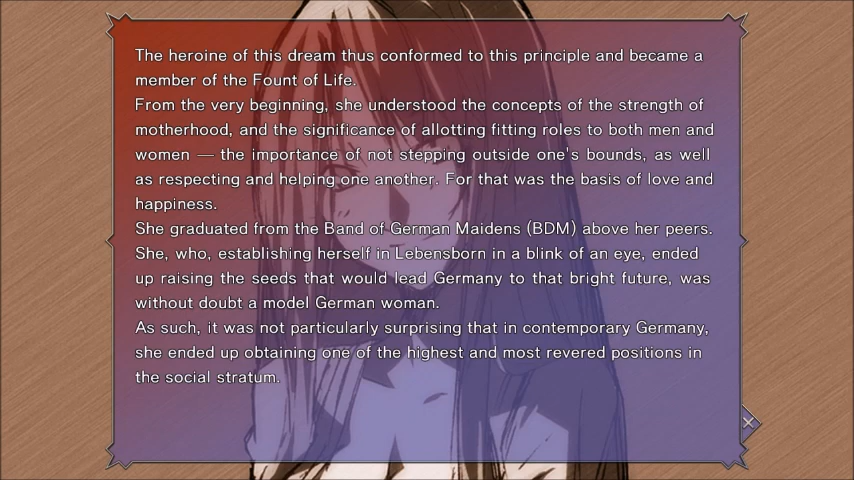 The heroine of this dream thus conformed to this principle and became a
member of the Fount of Life.
From the very beginning, she understood the concepts of the strength of
motherhood, and the significance of allotting fitting roles to both men and
women — the importance of not stepping outside one's bounds, as well
as respecting and helping one another. For that was the basis of love and
happiness.
She graduated from the Band of German Maidens (BDM) above her peers.
She, who, establishing herself in Lebensborn in a blink of an eye, ended
up raising the seeds that would lead Germany to that bright future, was
without doubt a model German woman.
As such, it was not particularly surprising that in contemporary Germany,
she ended up obtaining one of the highest and most revered positions in
the social stratum.